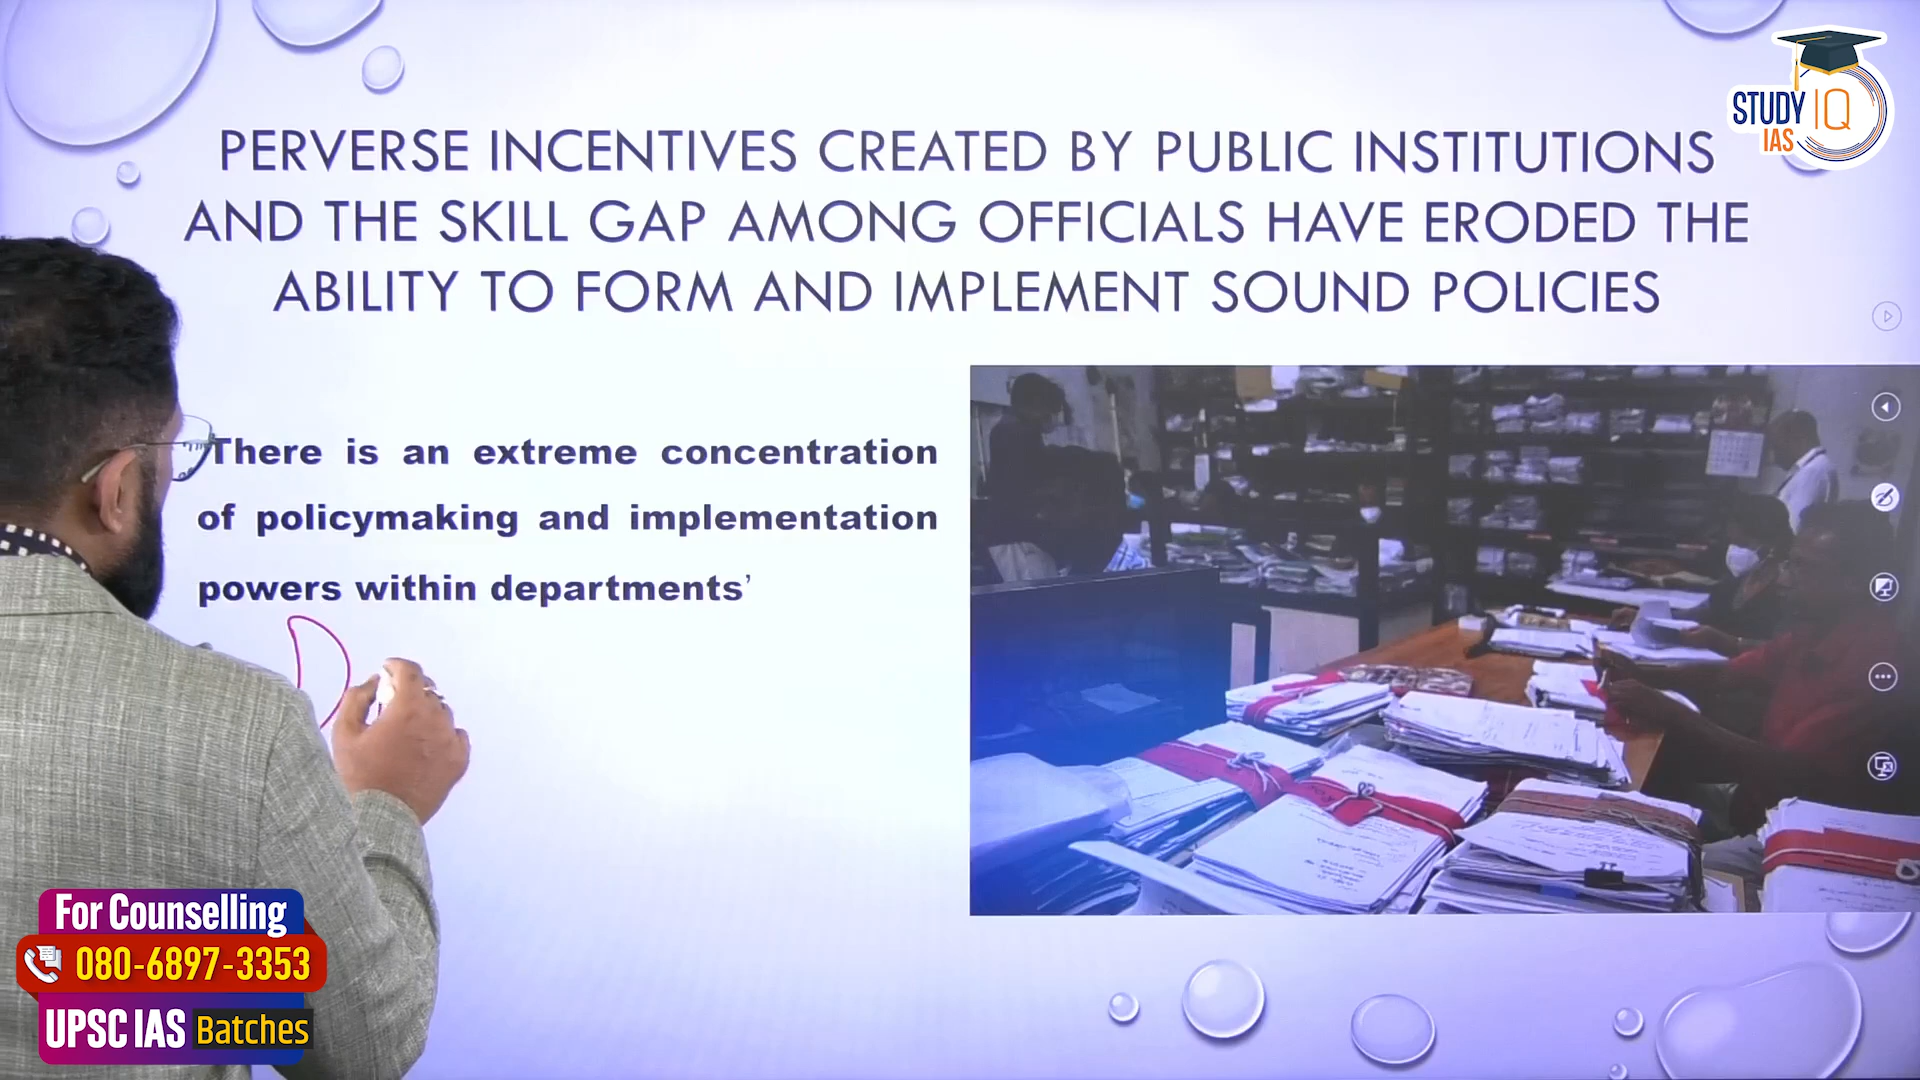 STUDY IQ
IAS
PERVERSE INCENTIVES CREATED BY PUBLIC INSTITUTIONS
AND THE SKILL GAP AMONG OFFICIALS HAVE ERODED THE
ABILITY TO FORM AND IMPLEMENT SOUND POLICIES
There is an extreme concentration
of policymaking and implementation
powers within departments’
For Counselling
080-6897-3353
UPSC IAS Batches